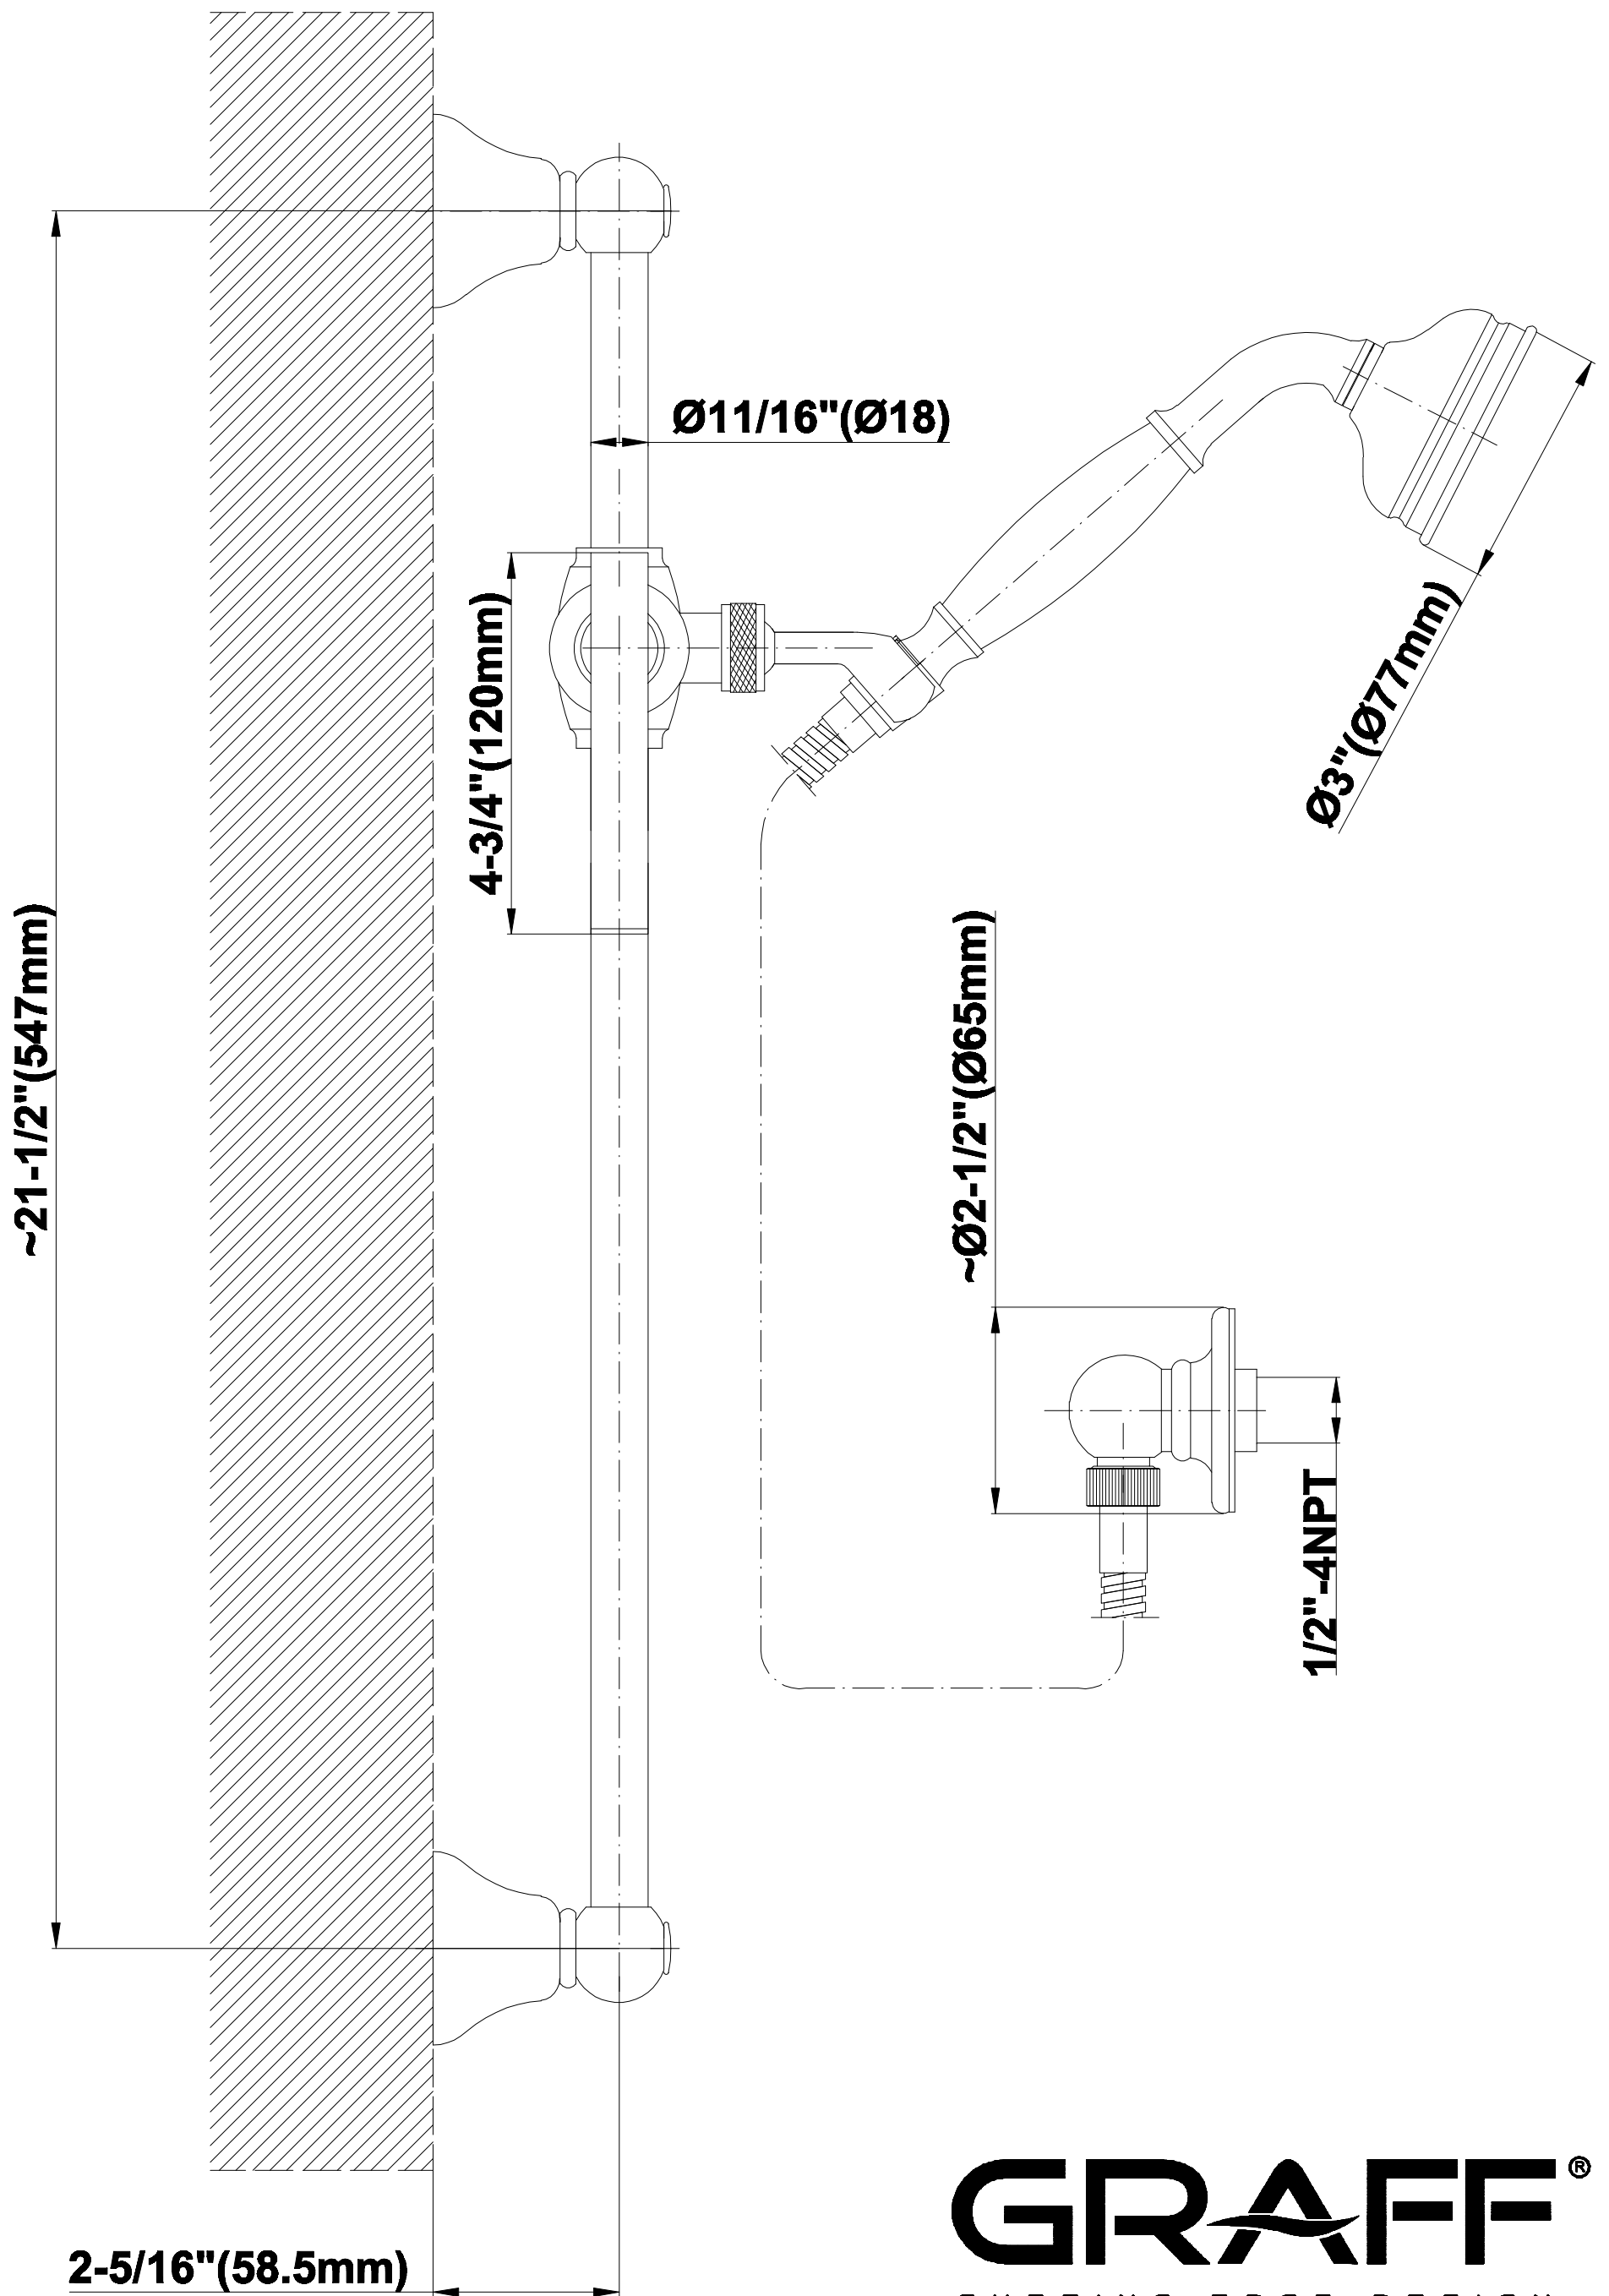 Ø11/16"(Ø18)
4-3/4"(120mm)
Ø3"(Ø77mm)
~21-1/2"(547mm)
~Ø2-1/2"(Ø65mm)
1/2"-4NPT
2-5/16"(58.5mm)
GRAFF®